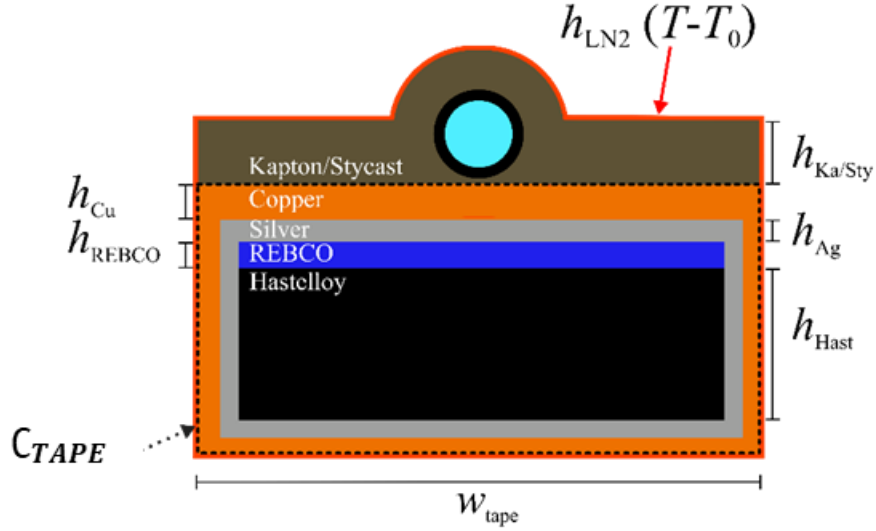 h_LN2 (T-T_0)
Kapton/Stycast
h_Ka/Sty
h_Cu
Copper
Silver
h_Ag
h_REBCO
REBCO
Hastelloy
h_Hast
C_TAPE
w_tape